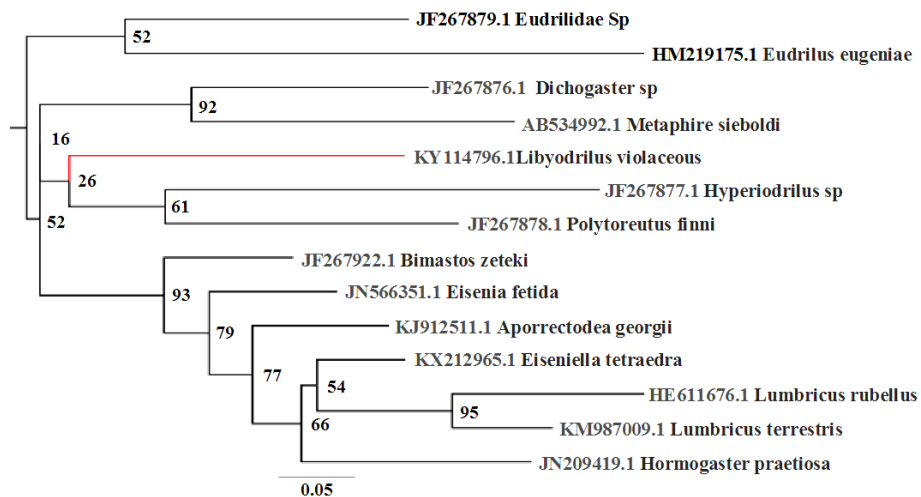 JF267879.1 Eudrilidae Sp
52
HM219175.1 Eudrilus eugeniae
JF267876.1 Dichogaster sp
92
AB534992.1 Metaphire sieboldi
16
KY114796.1Libyodrilus violaceous
26
JF267877.1 Hyperiodrilus sp
61
52
JF267878.1 Polytoreutus finni
JF267922.1 Bimastos zeteki
93
JN566351.1 Eisenia fetida
79
KJ912511.1 Aporrectodea georgii
KX212965.1 Eiseniella tetraedra
77
54
HE611676.1 Lumbricus rubellus
95
66
KM987009.1 Lumbricus terrestris
JN209419.1 Hormogaster praetiosa
0.05